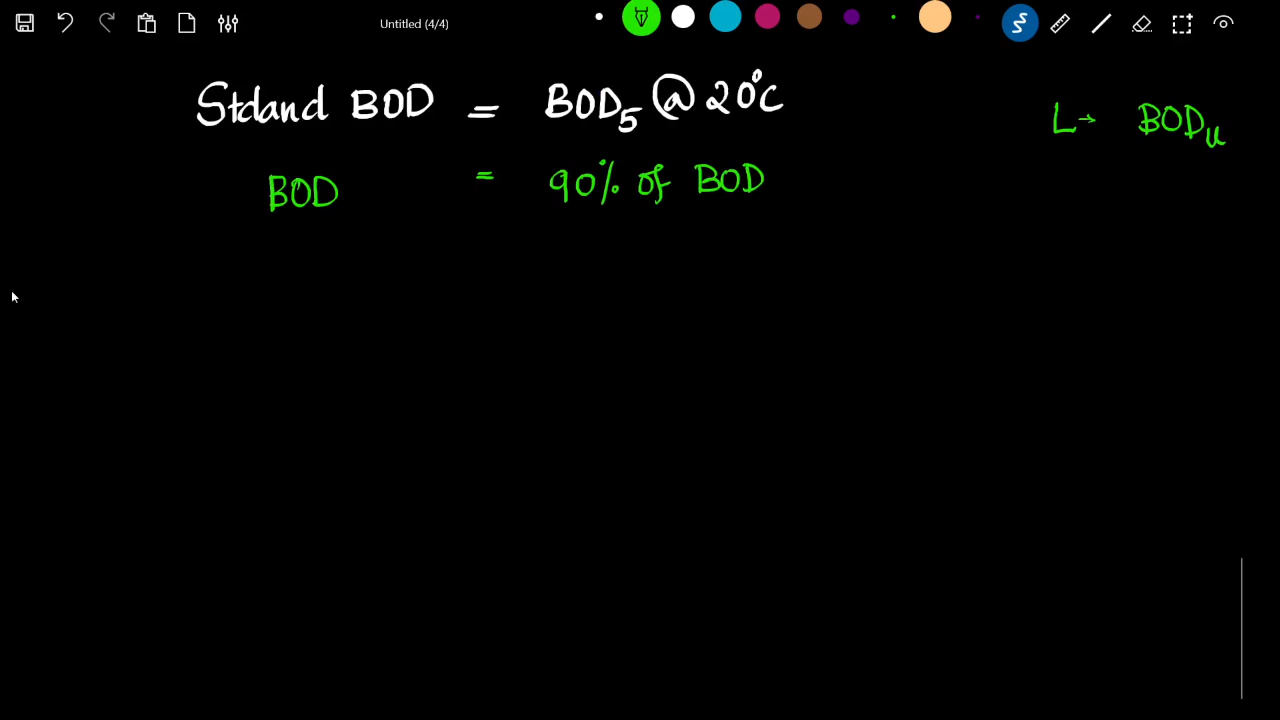 Untitled (4/4)
Stdand BOD = BOD5 @ 20°C
L → BODu
BOD = 90% of BOD